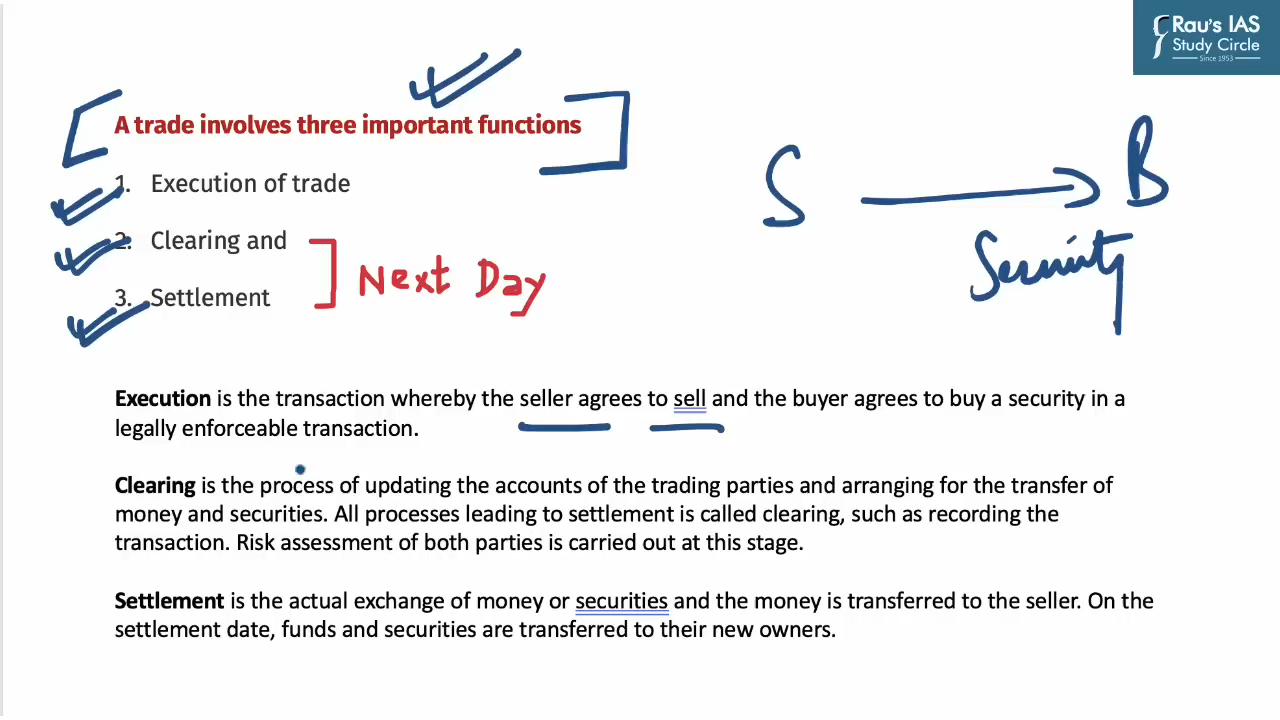 Rau's IAS
Study Circle
Since 1953
A trade involves three important functions
1. Execution of trade
2. Clearing and
3. Settlement
Next Day
S
B
Security
Execution is the transaction whereby the seller agrees to sell and the buyer agrees to buy a security in a
legally enforceable transaction.
Clearing is the process of updating the accounts of the trading parties and arranging for the transfer of
money and securities. All processes leading to settlement is called clearing, such as recording the
transaction. Risk assessment of both parties is carried out at this stage.
Settlement is the actual exchange of money or securities and the money is transferred to the seller. On the
settlement date, funds and securities are transferred to their new owners.